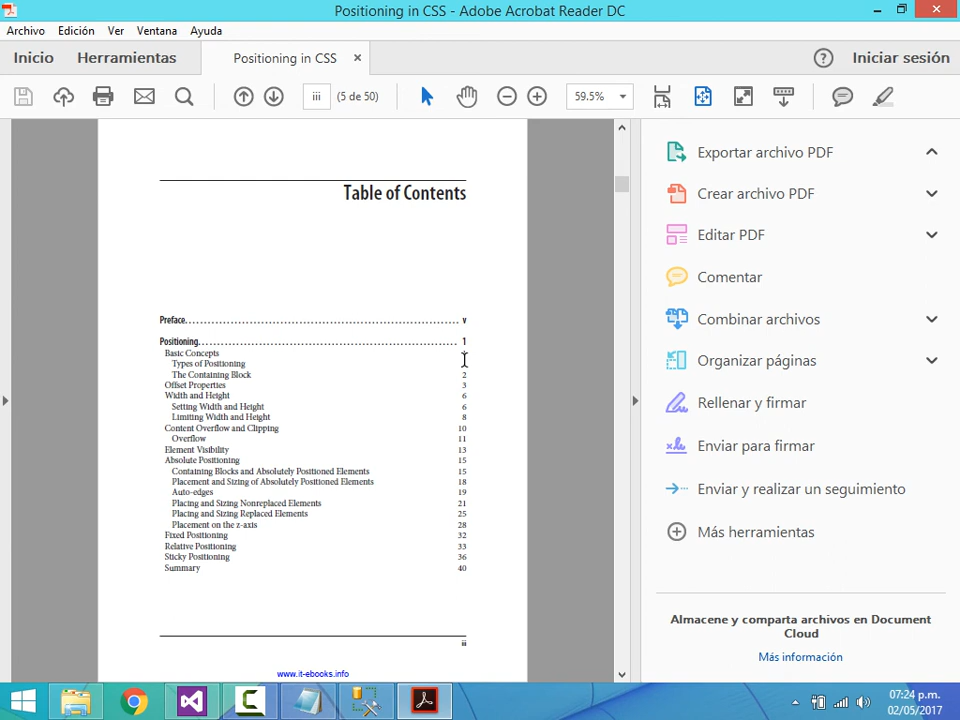 Positioning in CSS - Adobe Acrobat Reader DC
Archivo Edición Ver Ventana Ayuda
Inicio Herramientas Positioning in CSS × ? Iniciar sesión
iii (5 de 50) 59.5%
Table of Contents
Preface. . . . . . . . . . . . . . . . . . . . . . . . . . . . . . . . . . . . . . . . . . . . . . . . . . . . . . . . . . . . . v
Positioning. . . . . . . . . . . . . . . . . . . . . . . . . . . . . . . . . . . . . . . . . . . . . . . . . . . . . . . . . . 1
Basic Concepts
Types of Positioning
The Containing Block 2
Offset Properties 3
Width and Height 6
Setting Width and Height 6
Limiting Width and Height 8
Content Overflow and Clipping 10
Overflow 11
Element Visibility 13
Absolute Positioning 15
Containing Blocks and Absolutely Positioned Elements 15
Placement and Sizing of Absolutely Positioned Elements 18
Auto-edges 19
Placing and Sizing Nonreplaced Elements 21
Placing and Sizing Replaced Elements 25
Placement on the z-axis 28
Fixed Positioning 32
Relative Positioning 33
Sticky Positioning 36
Summary 40
iii
www.it-ebooks.info
Exportar archivo PDF
Crear archivo PDF
Editar PDF
Comentar
Combinar archivos
Organizar páginas
Rellenar y firmar
Enviar para firmar
Enviar y realizar un seguimiento
Más herramientas
Almacene y comparta archivos en Document
Cloud
Más información
07:24 p.m.
02/05/2017